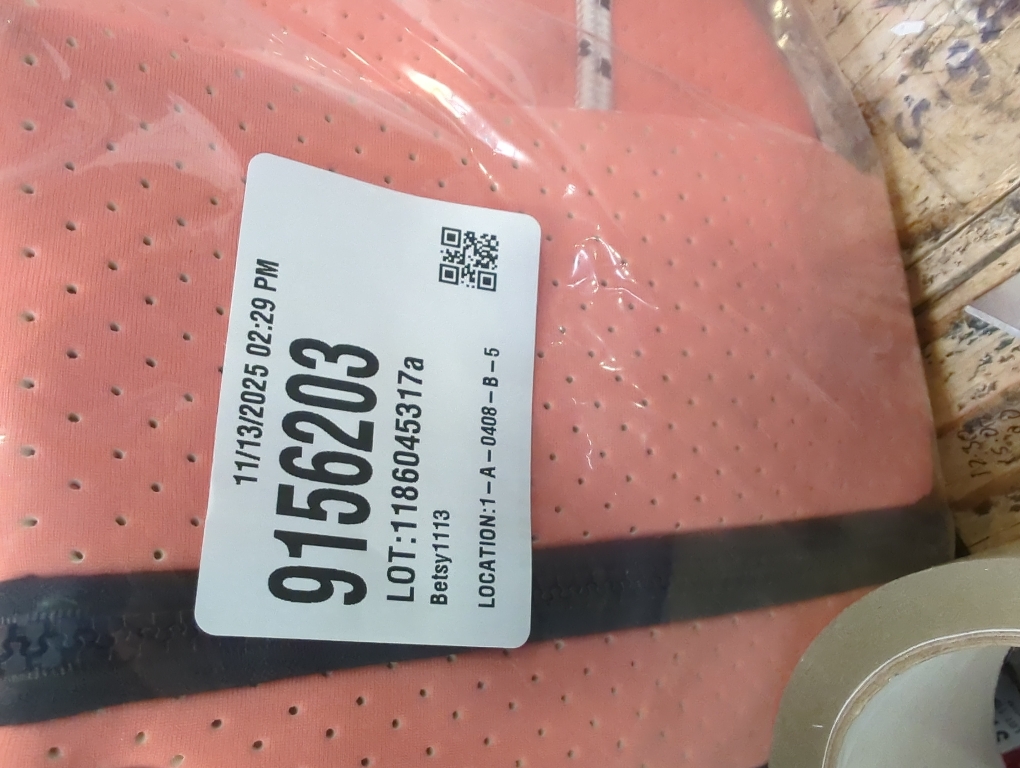 11/13/2025 02:29 PM
9156203
LOT:1186045317a
Betsy1113
LOCATION:1-A-0408-B-5